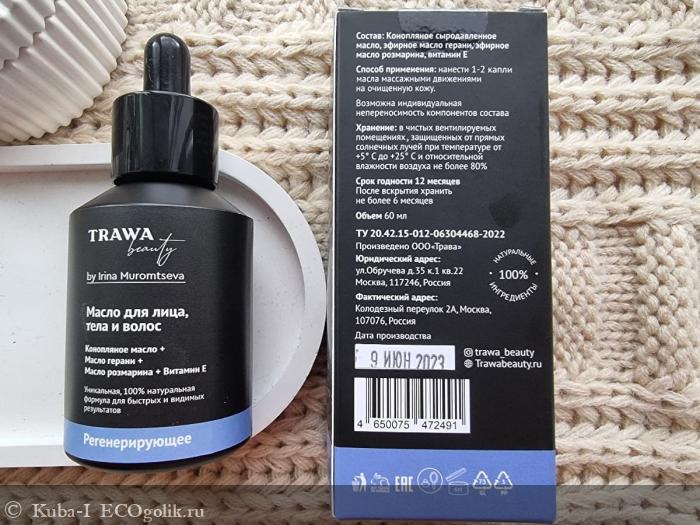 TRAWA
beauty
by Irina Muromtseva
Масло для лица,
тела и волос
Конопляное масло +
Масло герани +
Масло розмарина + Витамин Е
Уникальная, 100% натуральная
формула для быстрых и видимых
результатов
Регенерирующее
Состав: Конопляное сыродавленное
масло, эфирное масло герани, эфирное
масло розмарина, витамин Е
Способ применения: нанести 1-2 капли
масла массажными движениями
на очищенную кожу.
Возможна индивидуальная
непереносимость компонентов состава
Хранение: в чистых вентилируемых
помещениях, защищенных от прямых
солнечных лучей при температуре от
+5° С до +25° С и относительной
влажности воздуха не более 80%
Срок годности 12 месяцев
После вскрытия хранить
не более 6 месяцев
Объем 60 мл
ТУ 20.42.15-012-06304468-2022
Произведено ООО«Трава»
Юридический адрес:
ул.Обручева д.35 к.1 кв.22
Москва, 117246, Россия
Фактический адрес:
Колодезный переулок 2А, Москва,
107076, Россия
Дата производства
9 ИЮН 2023
НАТУРАЛЬНЫЕ
100%
ИНГРЕДИЕНТЫ
trawa_beauty
Trawabeauty.ru
4 650075 472491
EAC
© Kuba-I ECOgolik.ru